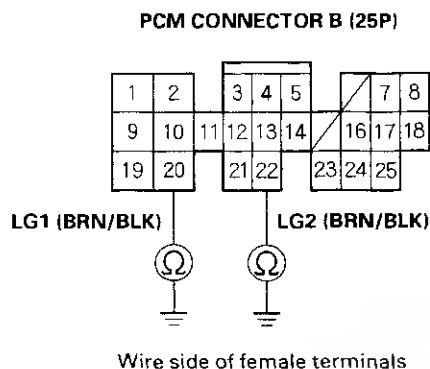 PCM CONNECTOR B (25P)
1 2 3 4 5 7 8
9 10 11 12 13 14 16 17 18
19 20 21 22 23 24 25
LG1 (BRN/BLK) LG2 (BRN/BLK)
Ω Ω
Wire side of female terminals